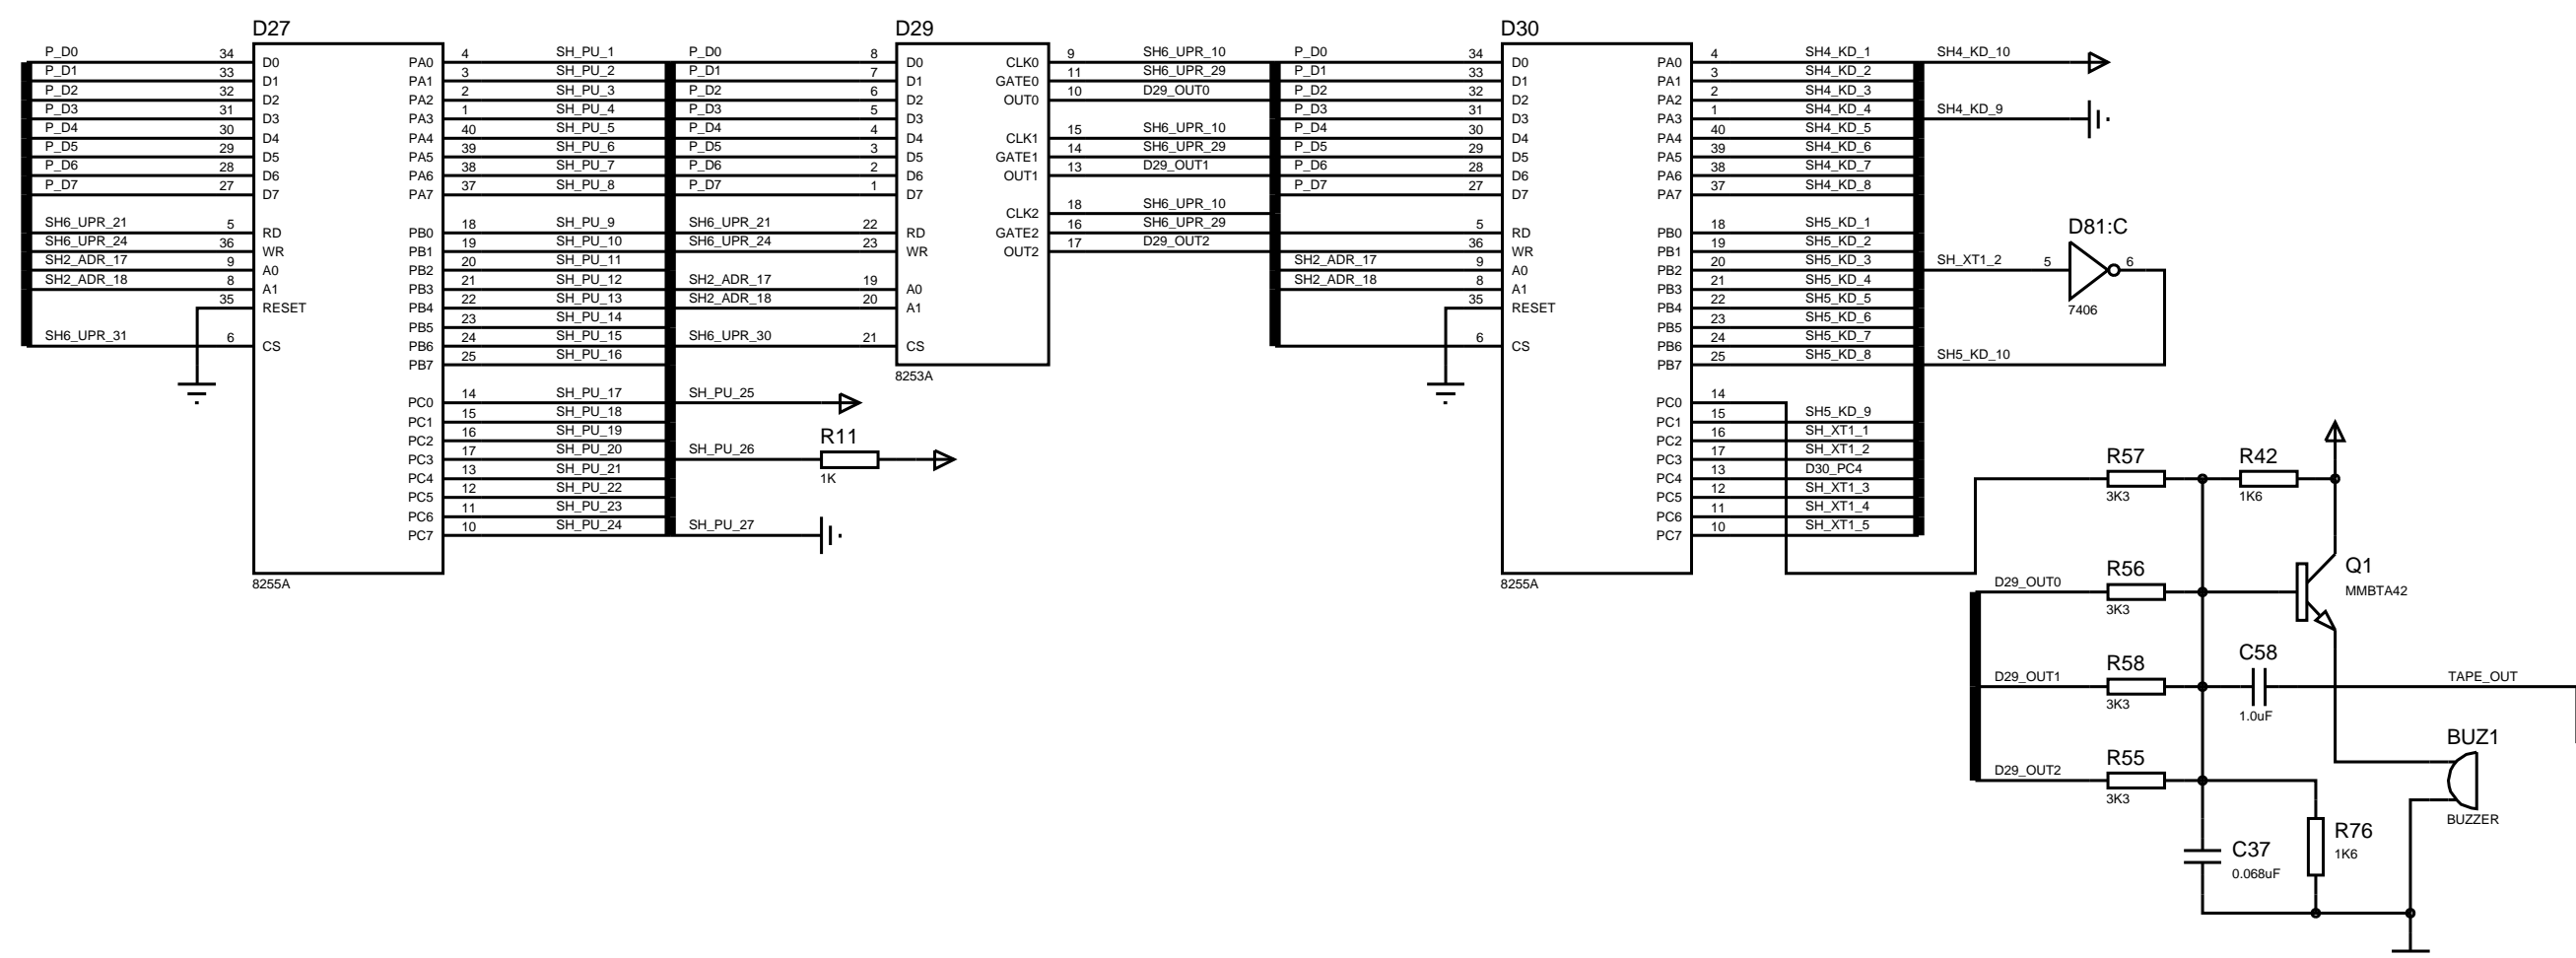 D27
P_D0 34 D0
P_D1 33 D1
P_D2 32 D2
P_D3 31 D3
P_D4 30 D4
P_D5 29 D5
P_D6 28 D6
P_D7 27 D7
SH6_UPR_21 5 RD
SH6_UPR_24 36 WR
SH2_ADR_17 9 A0
SH2_ADR_18 8 A1
35 RESET
SH6_UPR_31 6 CS
PA0 4 SH_PU_1
PA1 3 SH_PU_2
PA2 2 SH_PU_3
PA3 1 SH_PU_4
PA4 40 SH_PU_5
PA5 39 SH_PU_6
PA6 38 SH_PU_7
PA7 37 SH_PU_8
PB0 18 SH_PU_9
PB1 19 SH_PU_10
PB2 20 SH_PU_11
PB3 21 SH_PU_12
PB4 22 SH_PU_13
PB5 23 SH_PU_14
PB6 24 SH_PU_15
PB7 25 SH_PU_16
PC0 14 SH_PU_17
PC1 15 SH_PU_18
PC2 16 SH_PU_19
PC3 17 SH_PU_20
PC4 13 SH_PU_21
PC5 12 SH_PU_22
PC6 11 SH_PU_23
PC7 10 SH_PU_24
8255A
D29
P_D0 8 D0
P_D1 7 D1
P_D2 6 D2
P_D3 5 D3
P_D4 4 D4
P_D5 3 D5
P_D6 2 D6
P_D7 1 D7
SH6_UPR_21 22 RD
SH6_UPR_24 23 WR
SH2_ADR_17 19 A0
SH2_ADR_18 20 A1
SH6_UPR_30 21 CS
CLK0 9 SH6_UPR_10
GATE0 11 SH6_UPR_29
OUT0 10 D29_OUT0
CLK1 15 SH6_UPR_10
GATE1 14 SH6_UPR_29
OUT1 13 D29_OUT1
CLK2 18 SH6_UPR_10
GATE2 16 SH6_UPR_29
OUT2 17 D29_OUT2
8253A
SH_PU_25
SH_PU_26
R11
1K
SH_PU_27
D30
P_D0 34 D0
P_D1 33 D1
P_D2 32 D2
P_D3 31 D3
P_D4 30 D4
P_D5 29 D5
P_D6 28 D6
P_D7 27 D7
5 RD
36 WR
SH2_ADR_17 9 A0
SH2_ADR_18 8 A1
35 RESET
6 CS
PA0 4 SH4_KD_1
PA1 3 SH4_KD_2
PA2 2 SH4_KD_3
PA3 1 SH4_KD_4
PA4 40 SH4_KD_5
PA5 39 SH4_KD_6
PA6 38 SH4_KD_7
PA7 37 SH4_KD_8
PB0 18 SH5_KD_1
PB1 19 SH5_KD_2
PB2 20 SH5_KD_3
PB3 21 SH5_KD_4
PB4 22 SH5_KD_5
PB5 23 SH5_KD_6
PB6 24 SH5_KD_7
PB7 25 SH5_KD_8
PC0 14
PC1 15 SH5_KD_9
PC2 16 SH_XT1_1
PC3 17 SH_XT1_2
PC4 13 D30_PC4
PC5 12 SH_XT1_3
PC6 11 SH_XT1_4
PC7 10 SH_XT1_5
8255A
SH4_KD_10
SH4_KD_9
D81:C
SH_XT1_2 5 6
7406
SH5_KD_10
R57
3K3
R42
1K6
D29_OUT0
R56
3K3
Q1
MMBTA42
D29_OUT1
R58
3K3
C58
1.0uF
TAPE_OUT
D29_OUT2
R55
3K3
BUZ1
BUZZER
R76
1K6
C37
0.068uF